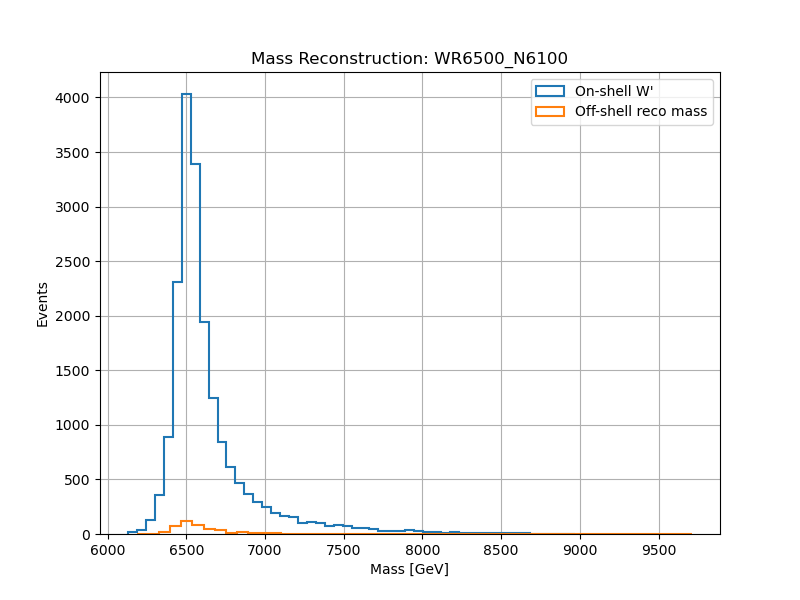 Mass Reconstruction: WR6500_N6100
On-shell W'
Off-shell reco mass
4000
3500
3000
2500
2000
1500
1000
500
0
Events
6000 6500 7000 7500 8000 8500 9000 9500
Mass [GeV]